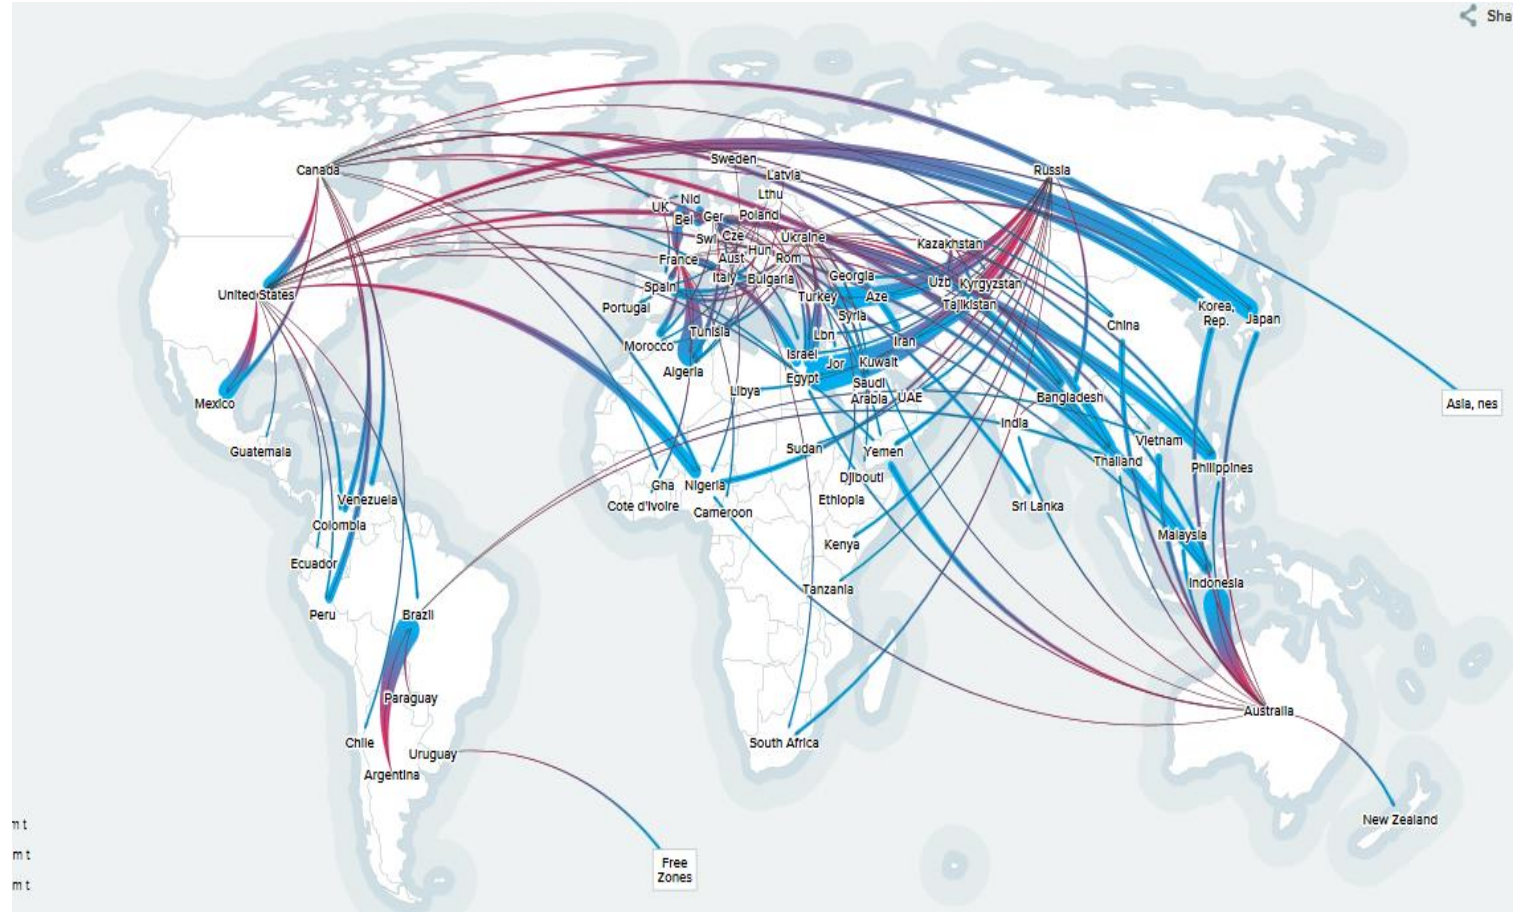 Sha
Canada
Sweden
Latvia
Russia
Lthu
UK
Nld
Bel
Ger
Poland
Swi
Cze
Ukraine
Hun
Kazakhstan
France
Aust
Rom
Spain
Italy
Bulgaria
Georgia
Uzb
Kyrgyzstan
United States
Portugal
Turkey
Aze
Tajikistan
Korea,
Rep.
Japan
Syria
China
Tunisia
Lbn
Morocco
Israel
Iran
Algeria
Jor
Kuwait
Egypt
Saudi
Arabia
UAE
Libya
Bangladesh
Mexico
Asia, nes
India
Guatemala
Sudan
Yemen
Vietnam
Thailand
Philippines
Djibouti
Gha
Nigeria
Venezuela
Ethiopia
Cote d'Ivoire
Cameroon
Sri Lanka
Colombia
Malaysia
Kenya
Ecuador
Indonesia
Tanzania
Peru
Brazil
Paraguay
Australia
Chile
Uruguay
South Africa
Argentina
New Zealand
m t
m t
m t
Free
Zones